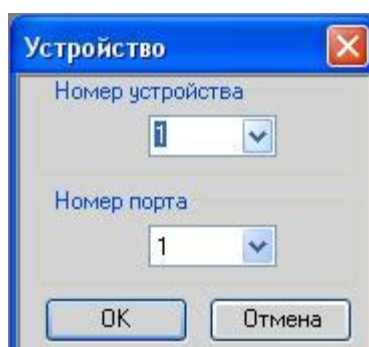 Устройство
Номер устройства
1
Номер порта
1
OK Отмена